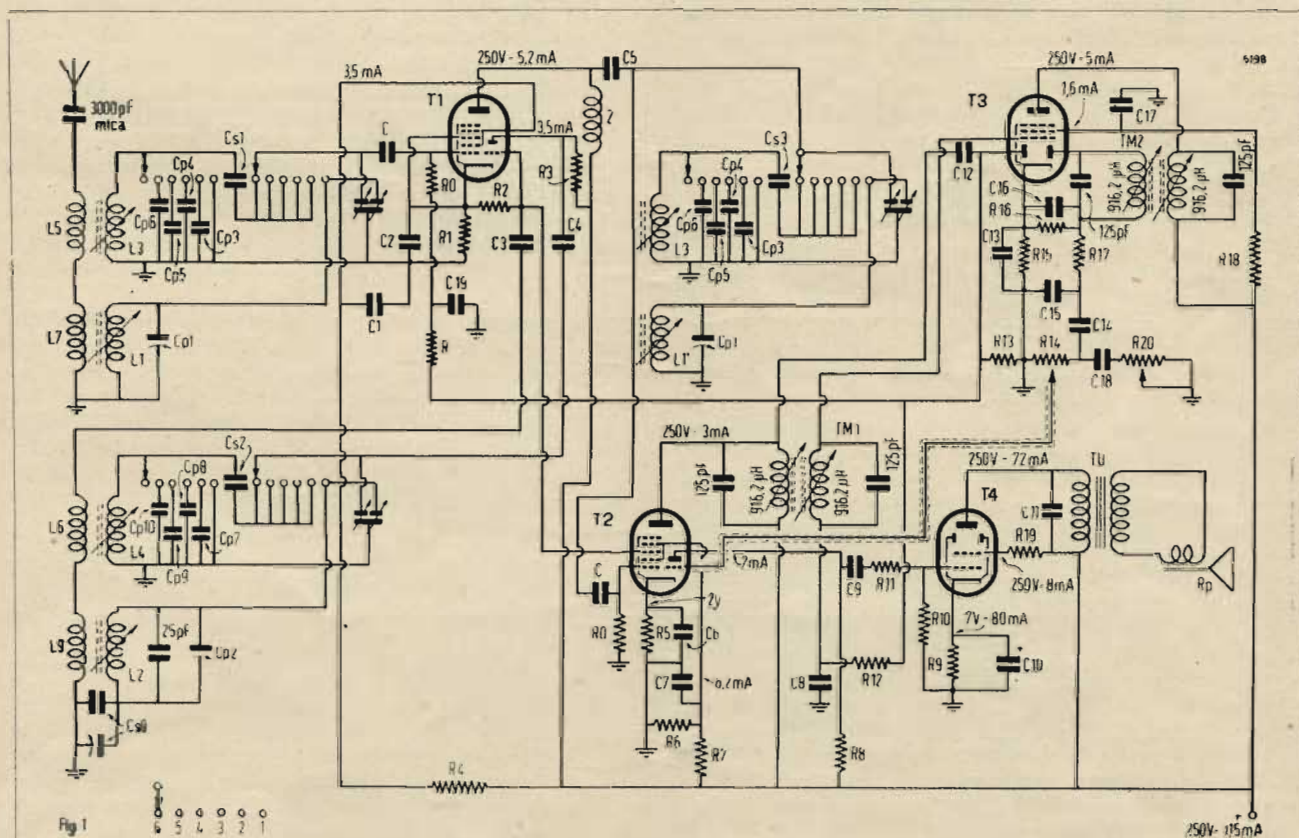 5198
3000pF
mica
3,5 mA
250V - 5,2 mA
T1
C5
250V - 5mA
1,6mA
T3
C17
TM2
125pF
Cs1
C
3,5mA
R3
Cs3
C12
L5
Cp4
Cp6
Cp5
L3
Cp3
R0
R2
R1
C2
C3
C4
Cp4
Cp6
L3
Cp5
Cp3
C16
R16
125pF
916,2 µH
916,2 µH
C13
R15
R17
R18
C15
C14
C1
C19
R
L7
L1
Cp1
L1'
Cp1
R13
R14
C18
R20
Cs2
250V - 3mA
TM1
125pF
916,2 µH
916,2 µH
125pF
250V - 72mA
TU
T4
C11
R19
250V - 8mA
Rp
L6
Cp8
Cp10
L4
Cp9
Cp7
T2
C
R0
2mA
C9
R11
R10
7V - 80mA
R9
C10
R5
C6
C7
6,2mA
C8
R12
L9
L2
25pF
Cp2
R6
R7
R8
R4
Fig 1
6 5 4 3 2 1
250V - 115mA